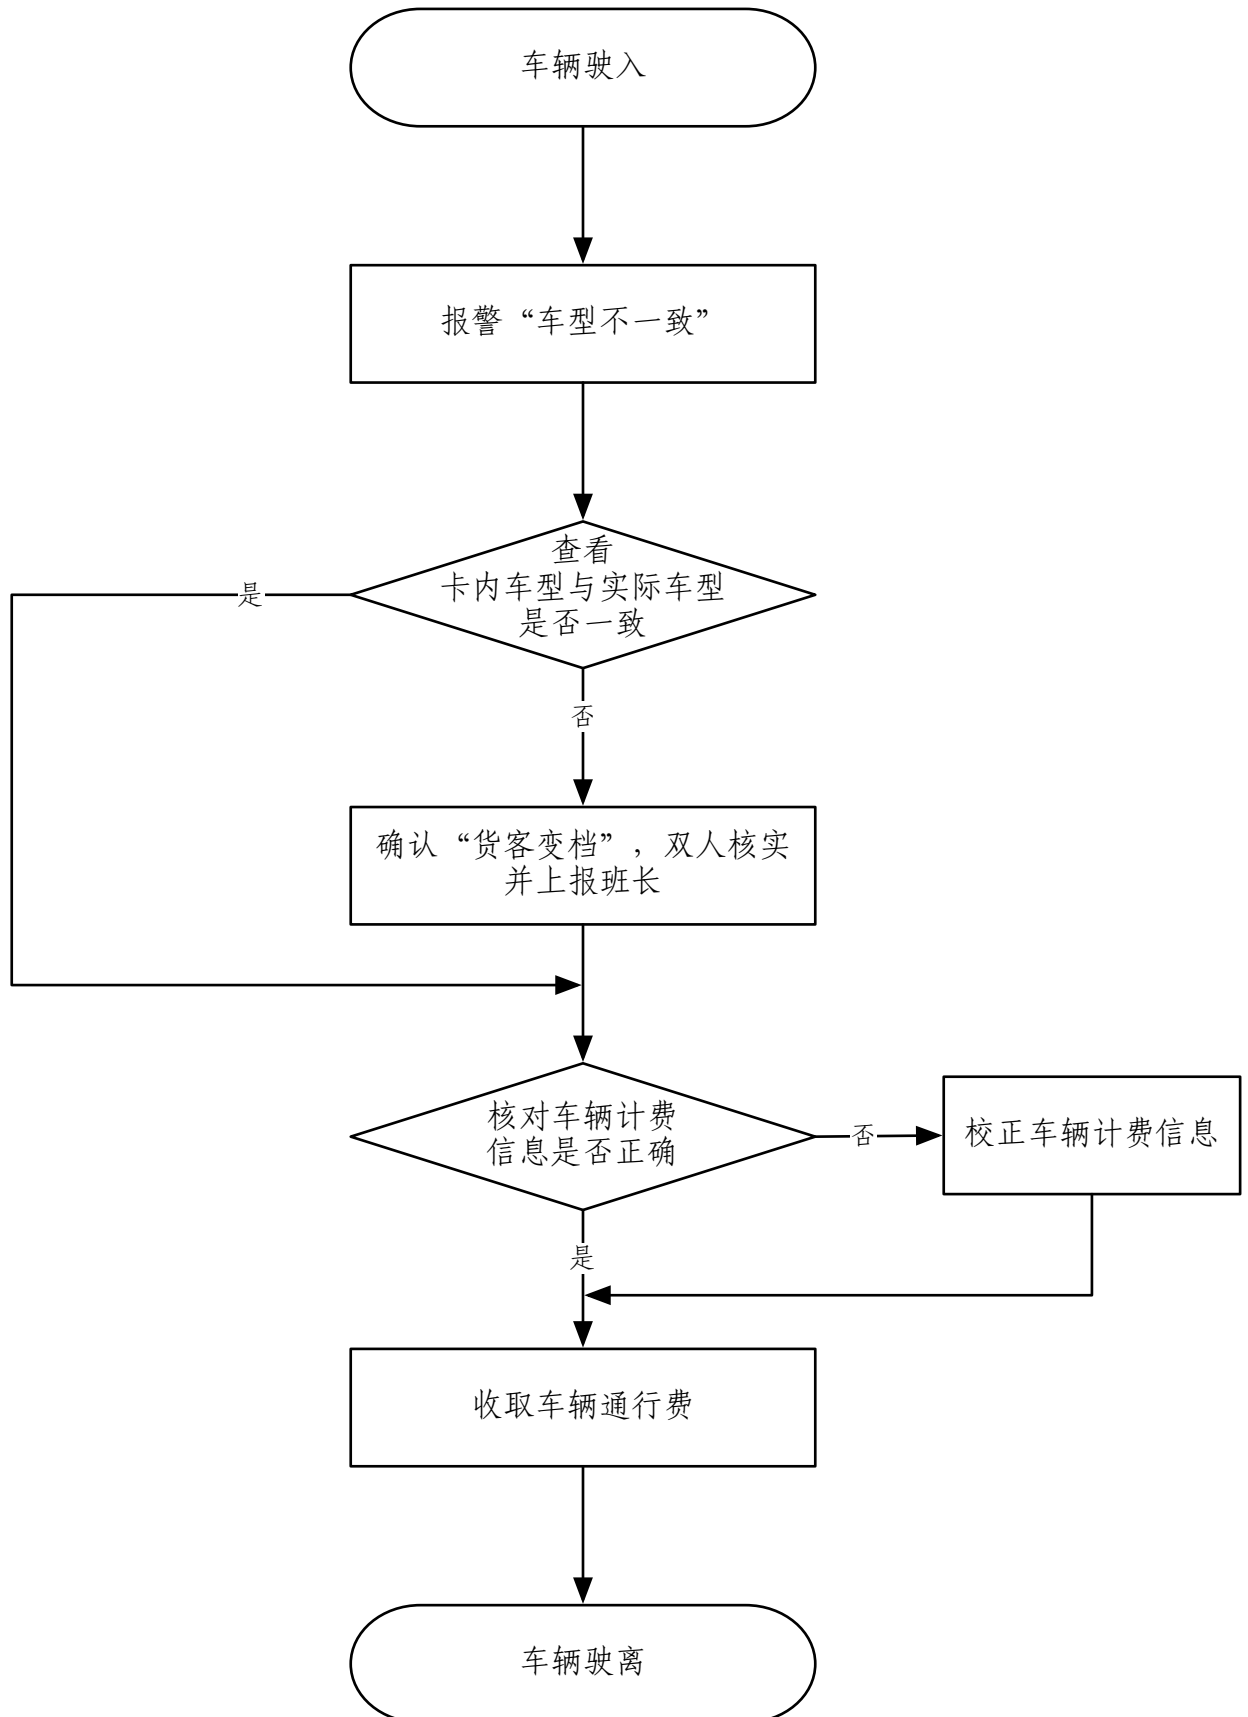 车辆驶入
报警“车型不一致”
查看
卡内车型与实际车型
是否一致
是
否
确认“货客变档”，双人核实
并上报班长
核对车辆计费
信息是否正确
否
校正车辆计费信息
是
收取车辆通行费
车辆驶离